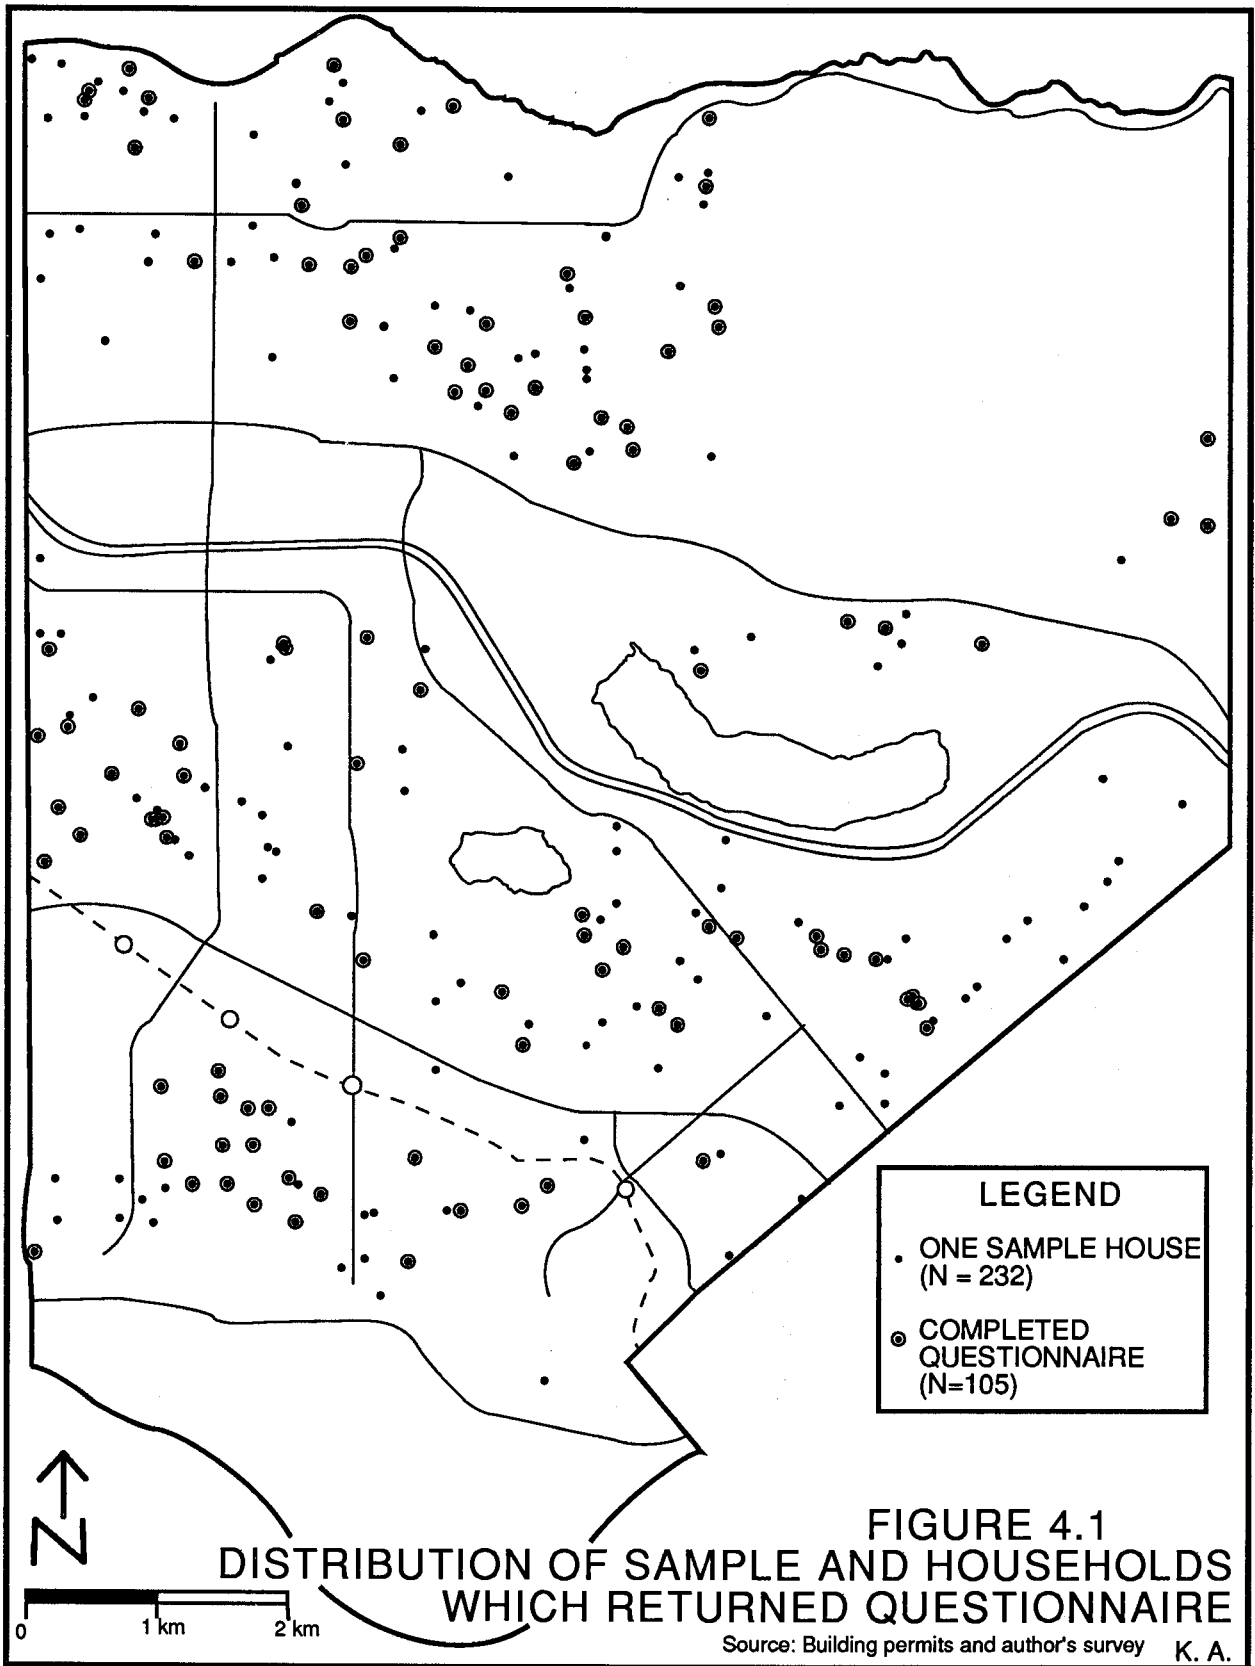 LEGEND
ONE SAMPLE HOUSE
(N = 232)
COMPLETED
QUESTIONNAIRE
(N=105)
N
0
1 km
2 km
FIGURE 4.1
DISTRIBUTION OF SAMPLE AND HOUSEHOLDS
WHICH RETURNED QUESTIONNAIRE
Source: Building permits and author's survey K. A.